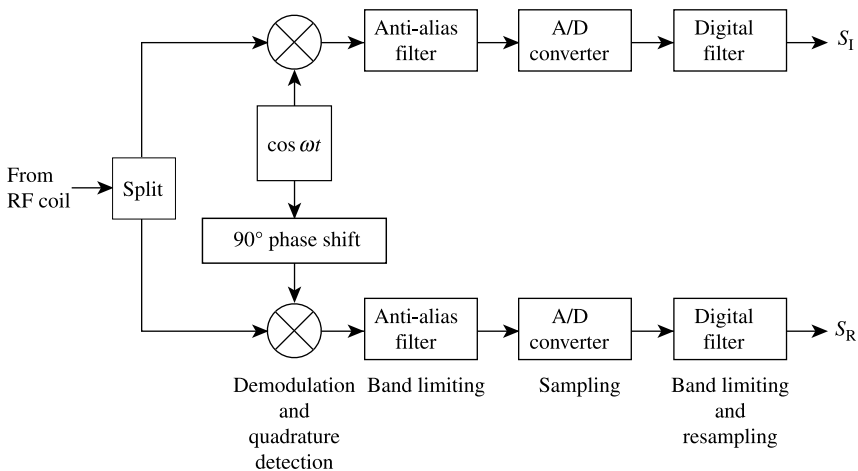 Anti-alias
filter
A/D
converter
Digital
filter
S_I
cos ωt
From
RF coil
Split
90° phase shift
Anti-alias
filter
A/D
converter
Digital
filter
S_R
Demodulation
and
quadrature
detection
Band limiting
Sampling
Band limiting
and
resampling